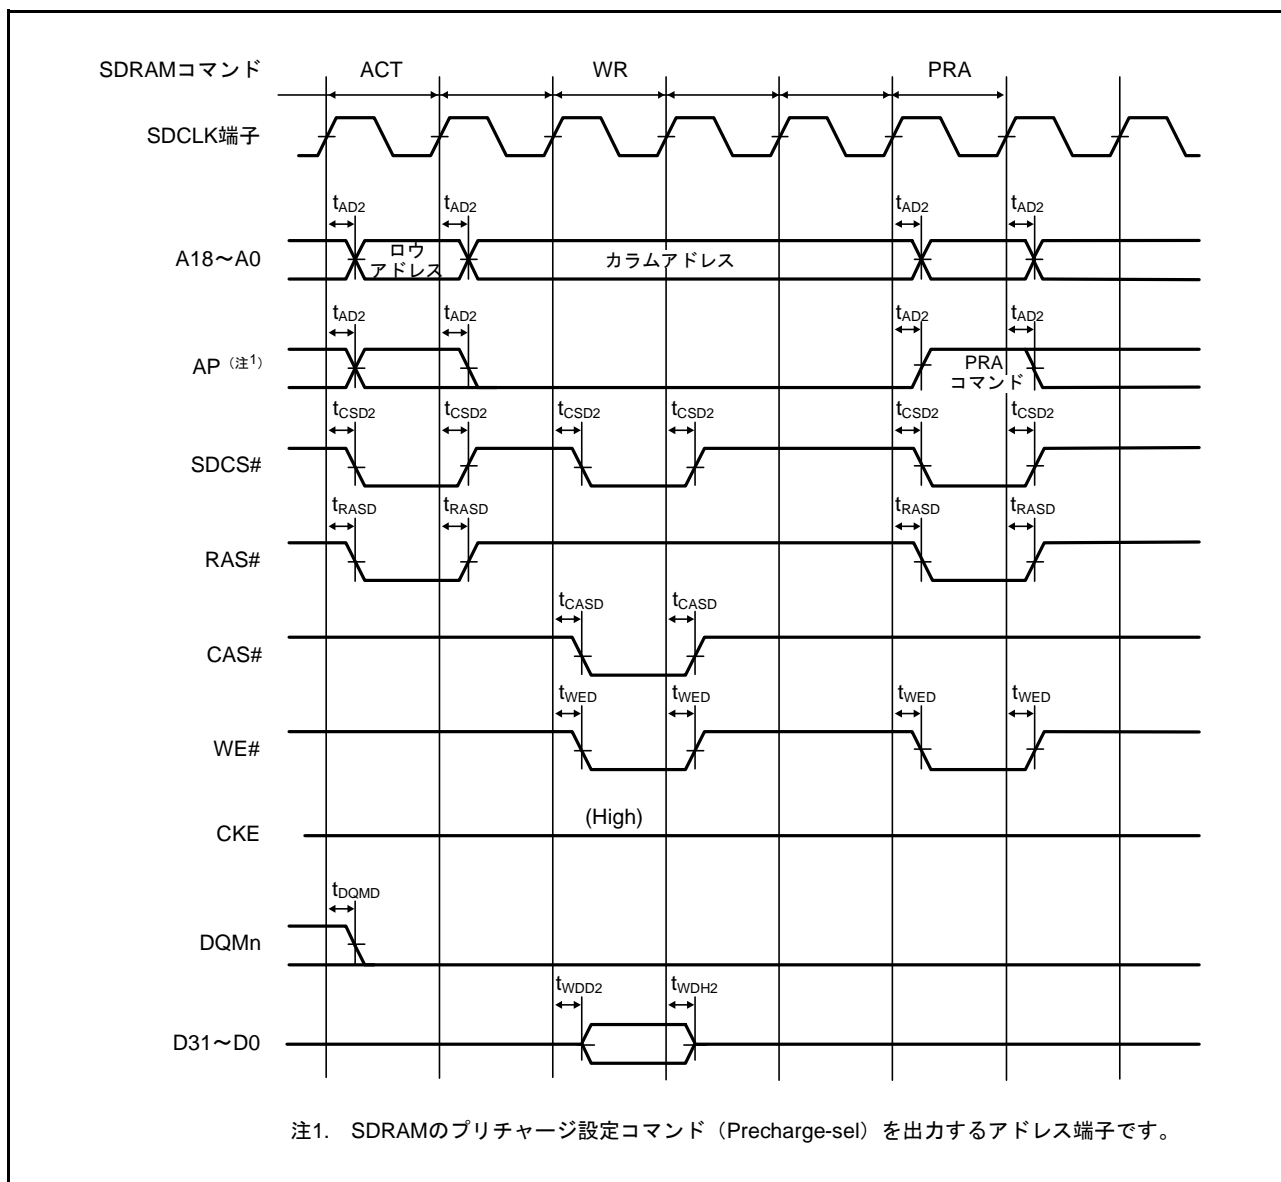 SDRAMコマンド ACT WR PRA
SDCLK端子
tAD2 tAD2 tAD2 tAD2
A18～A0 ロウ
アドレス カラムアドレス
tAD2 tAD2 tAD2 tAD2
AP（注1） PRA
コマンド
tCSD2 tCSD2 tCSD2 tCSD2 tCSD2 tCSD2
SDCS#
tRASD tRASD tRASD tRASD
RAS#
tCASD tCASD
CAS#
tWED tWED tWED tWED
WE#
(High)
CKE
tDQMD
DQMn
tWDD2 tWDH2
D31～D0
注1. SDRAMのプリチャージ設定コマンド（Precharge-sel）を出力するアドレス端子です。